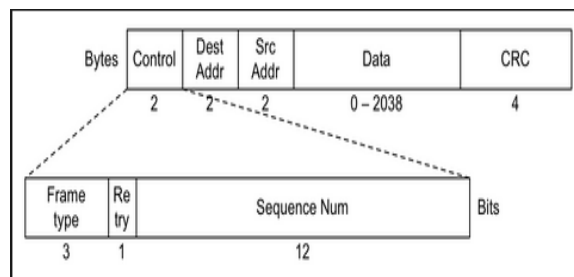 Bytes Control Dest Addr Src Addr Data CRC
2 2 2 0 – 2038 4
Frame type Re try Sequence Num Bits
3 1 12